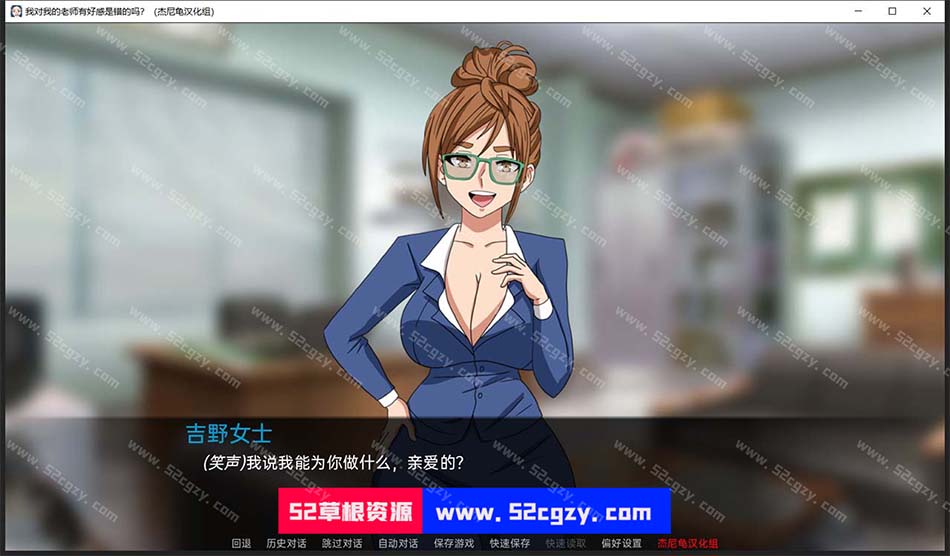 我对我的老师有好感是错的吗? (杰尼龟汉化组)
吉野女士
(笑声)我说我能为你做什么，亲爱的?
52草根资源 www.52cgzy.com
回退 历史对话 跳过对话 自动对话 保存游戏 快速保存 快速读取 偏好设置 杰尼龟汉化组
www.52cgzy.com